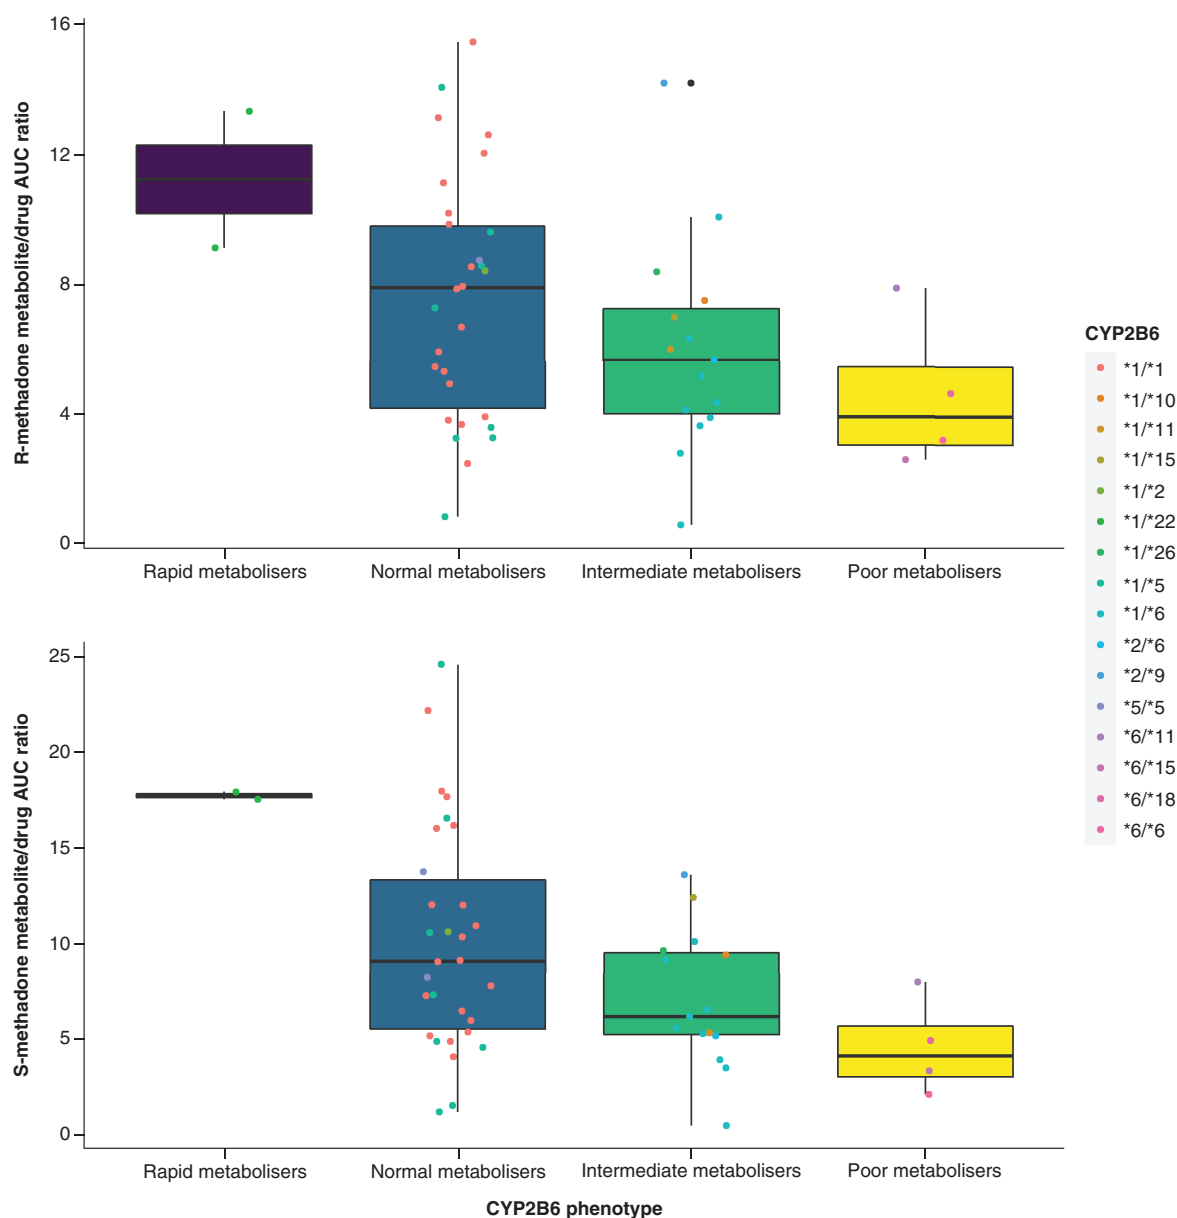 R-methadone metabolite/drug AUC ratio
16
12
8
4
0
Rapid metabolisers
Normal metabolisers
Intermediate metabolisers
Poor metabolisers
S-methadone metabolite/drug AUC ratio
25
20
15
10
5
0
Rapid metabolisers
Normal metabolisers
Intermediate metabolisers
Poor metabolisers
CYP2B6 phenotype
CYP2B6
*1/*1
*1/*10
*1/*11
*1/*15
*1/*2
*1/*22
*1/*26
*1/*5
*1/*6
*2/*6
*2/*9
*5/*5
*6/*11
*6/*15
*6/*18
*6/*6